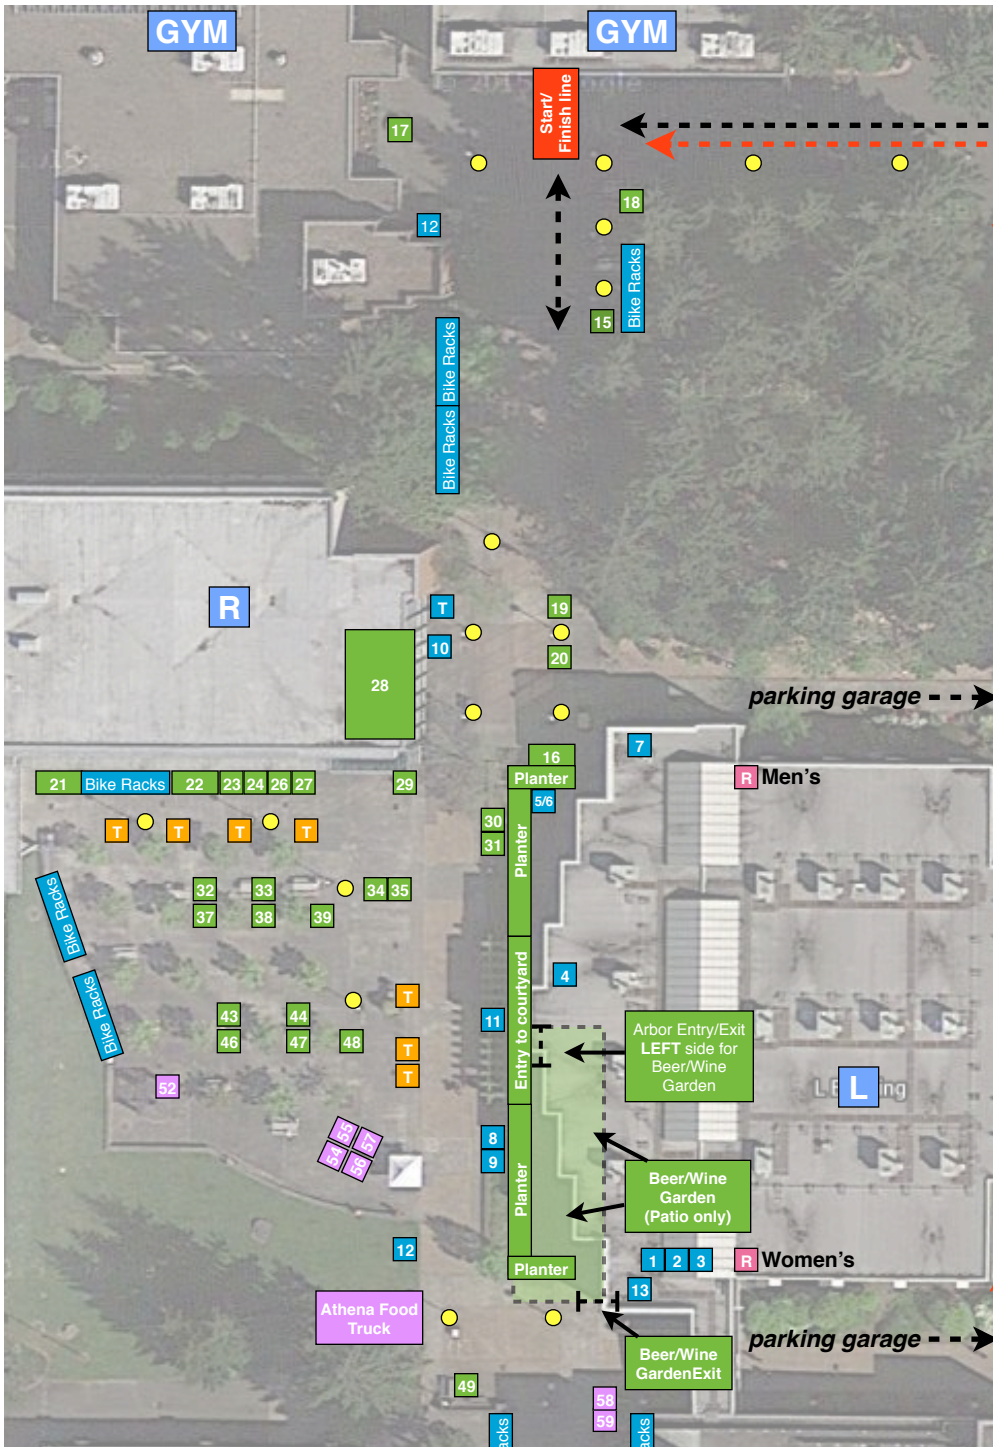 GYM
GYM
Start/
Finish line
17
18
12
Bike Racks
15
Bike Racks
Bike Racks
R
T
19
10
20
28
parking garage
7
16
Planter
R Men's
21
Bike Racks
22
23
24
26
27
29
5/6
30
31
Planter
T
T
T
T
32
33
34
35
37
38
39
Bike Racks
4
Bike Racks
T
43
44
11
Entry to courtyard
46
47
48
T
T
Arbor Entry/Exit
LEFT side for
Beer/Wine
Garden
L
52
55
57
54
56
8
9
Planter
Beer/Wine
Garden
(Patio only)
12
1
2
3
R Women's
Planter
13
Athena Food
Truck
parking garage
Beer/Wine
GardenExit
49
58
59
acks
acks